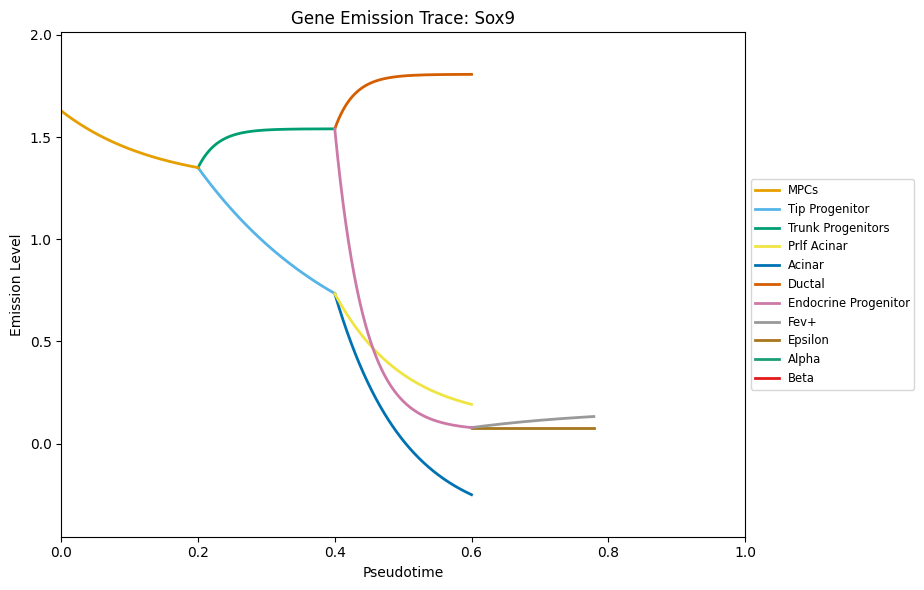 Gene Emission Trace: Sox9
2.0
1.5
1.0
0.5
0.0
Emission Level
0.0 0.2 0.4 0.6 0.8 1.0
Pseudotime
MPCs
Tip Progenitor
Trunk Progenitors
Prlf Acinar
Acinar
Ductal
Endocrine Progenitor
Fev+
Epsilon
Alpha
Beta